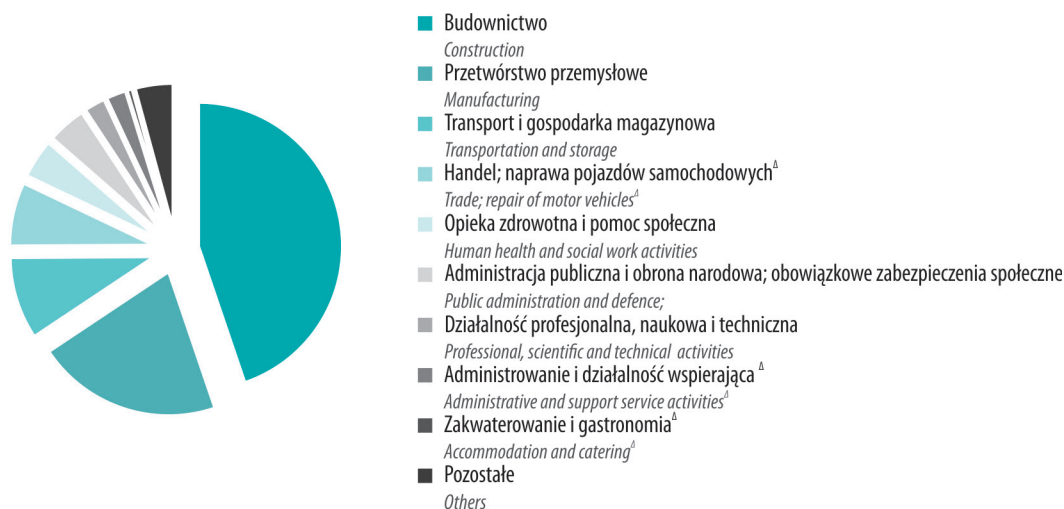 Budownictwo
Construction
Przetwórstwo przemysłowe
Manufacturing
Transport i gospodarka magazynowa
Transportation and storage
Handel; naprawa pojazdów samochodowych^Δ
Trade; repair of motor vehicles^Δ
Opieka zdrowotna i pomoc społeczna
Human health and social work activities
Administracja publiczna i obrona narodowa; obowiązkowe zabezpieczenia społeczne
Public administration and defence;
Działalność profesjonalna, naukowa i techniczna
Professional, scientific and technical activities
Administrowanie i działalność wspierająca ^Δ
Administrative and support service activities^Δ
Zakwaterowanie i gastronomia^Δ
Accommodation and catering^Δ
Pozostałe
Others